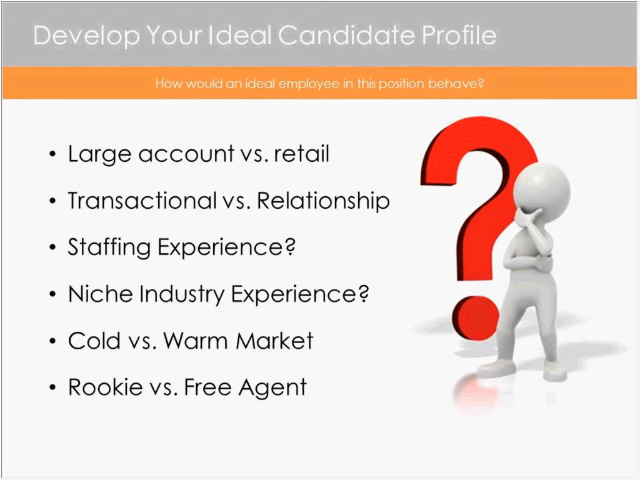 Develop Your Ideal Candidate Profile
How would an ideal employee in this position behave?
• Large account vs. retail
• Transactional vs. Relationship
• Staffing Experience?
• Niche Industry Experience?
• Cold vs. Warm Market
• Rookie vs. Free Agent